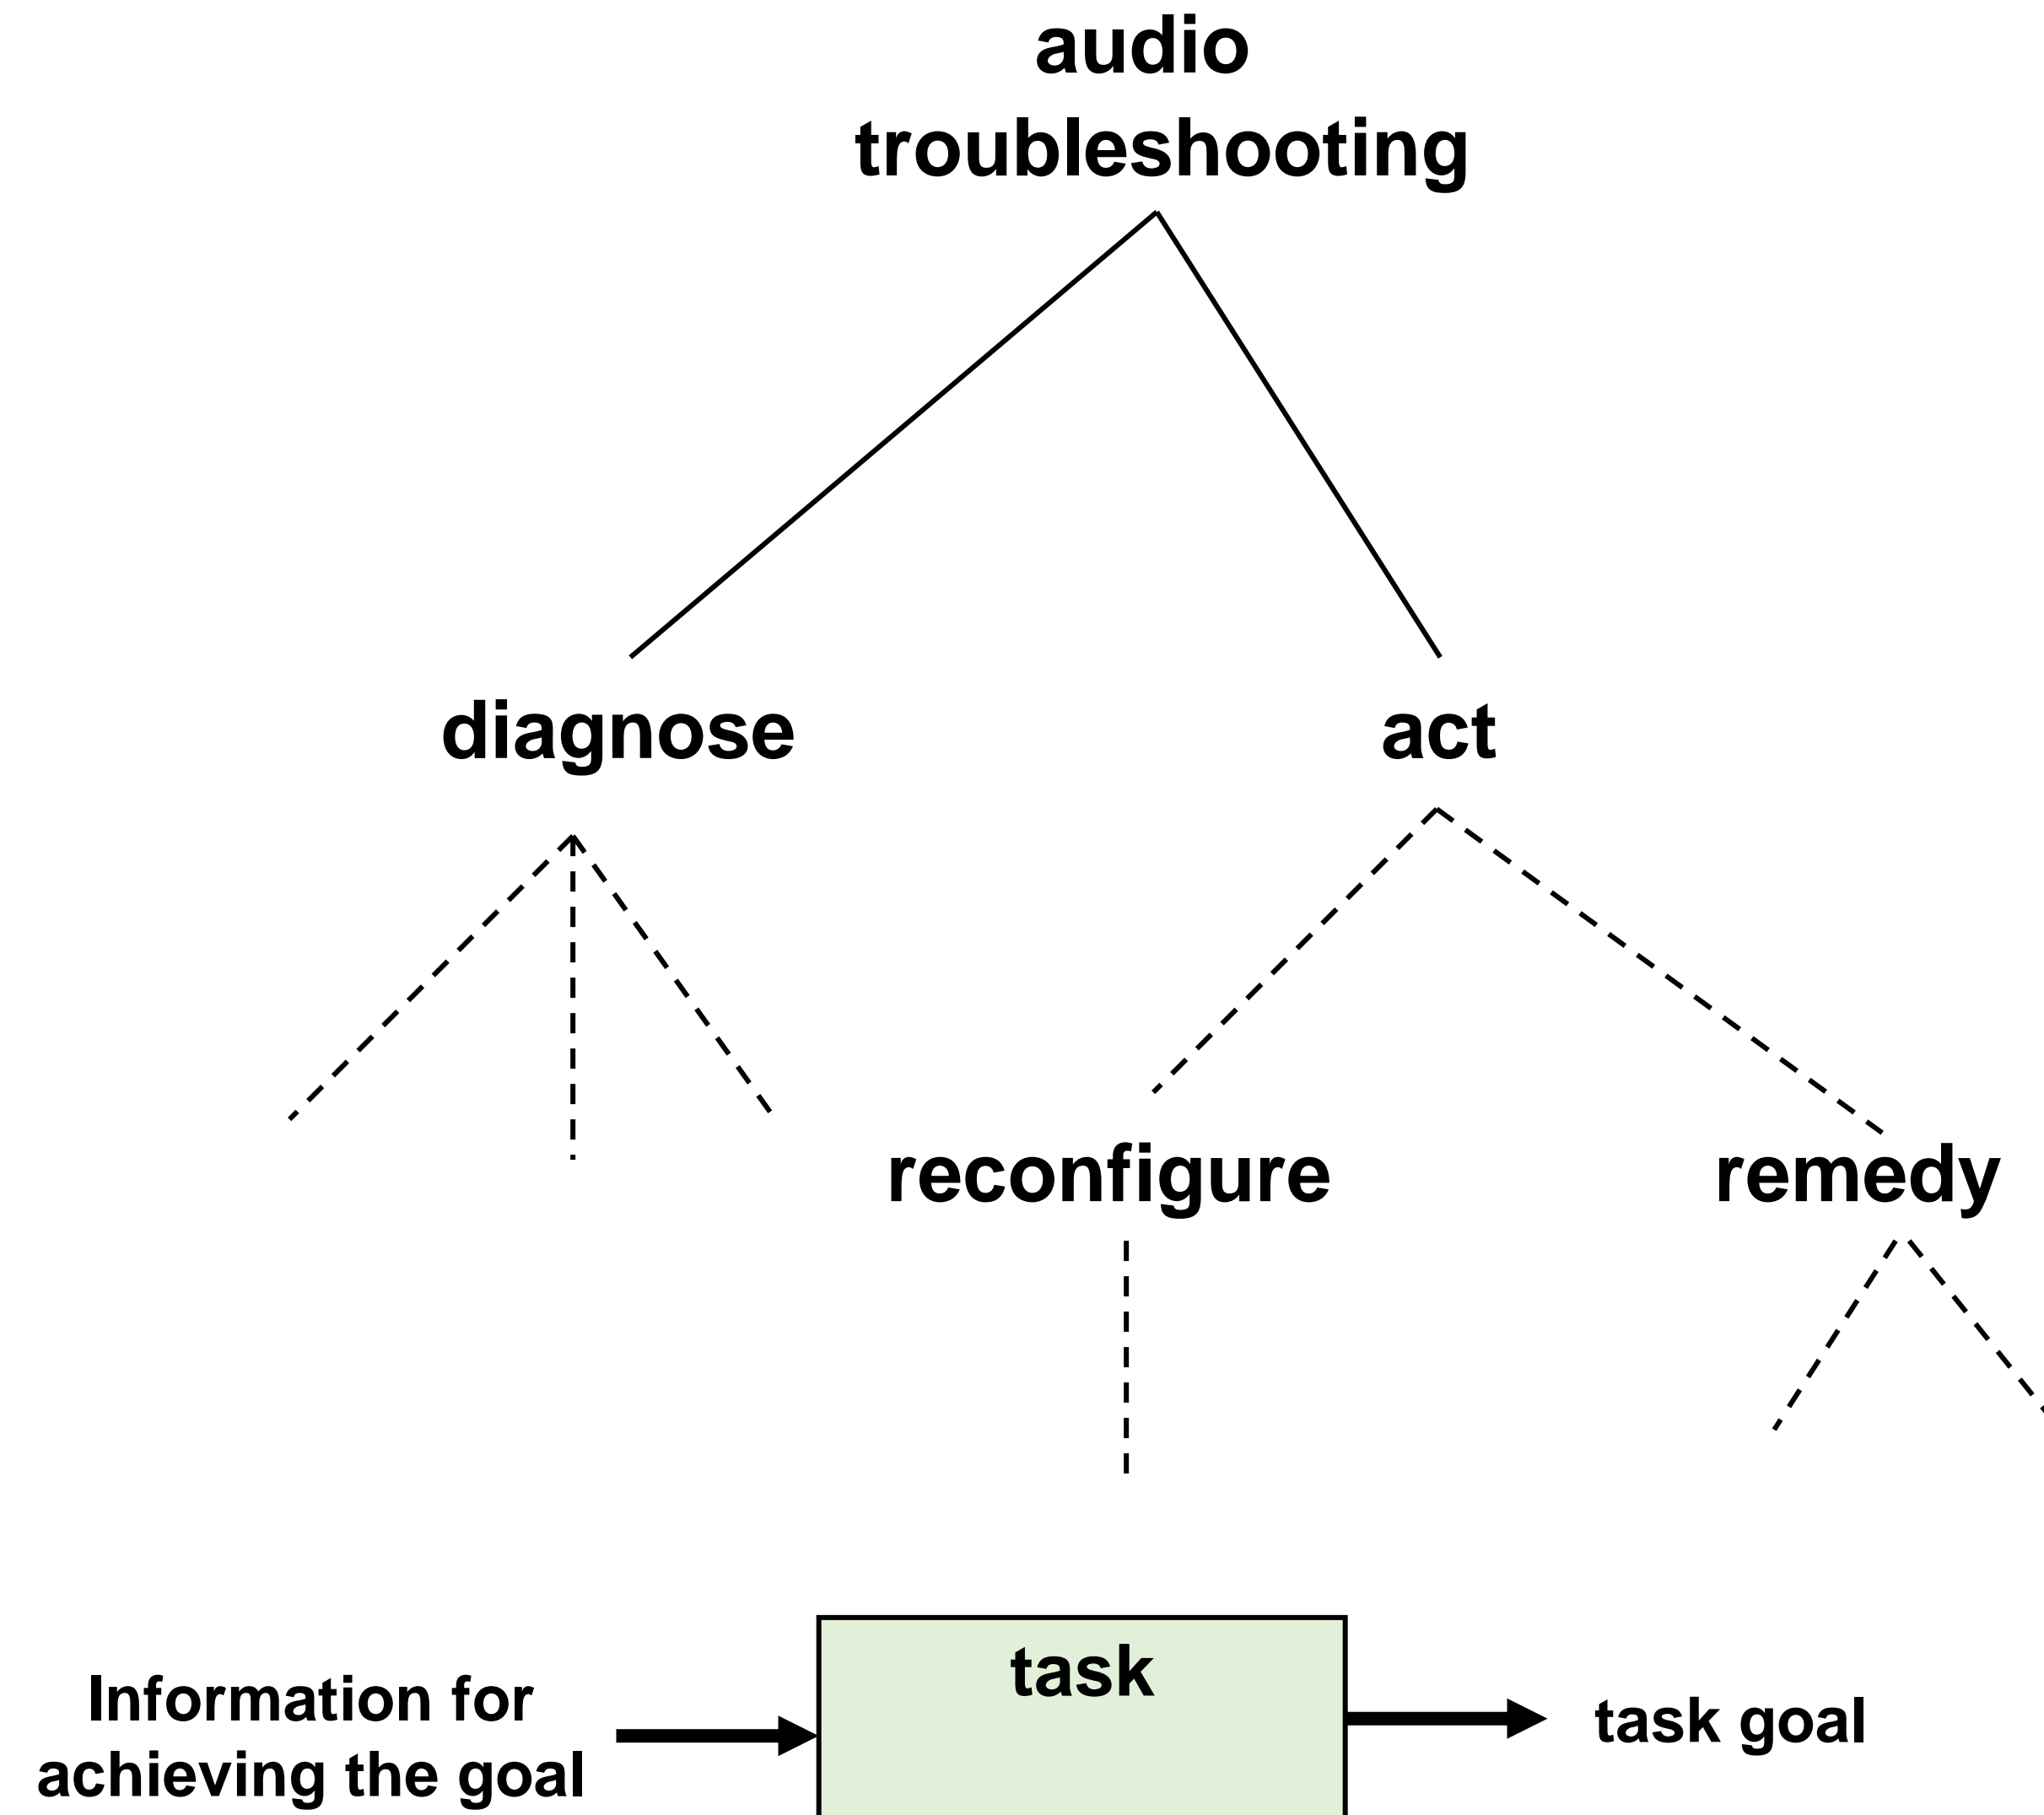 audio
troubleshooting
diagnose
act
reconfigure
remedy
task
Information for
achieving the goal
task goal